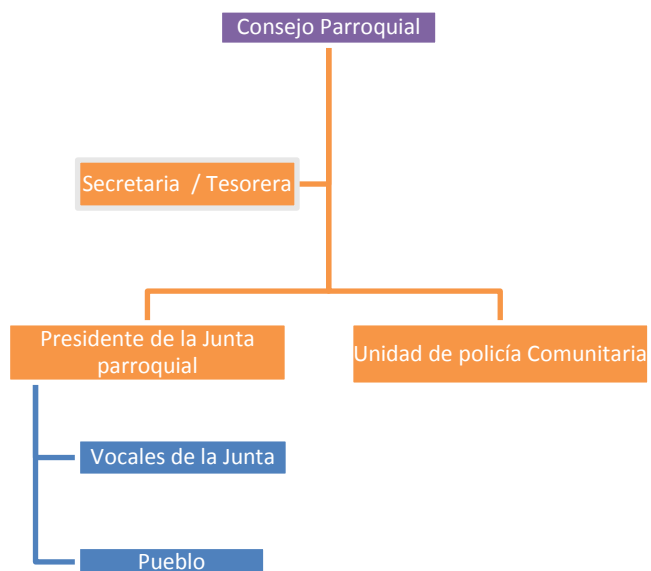 Consejo Parroquial
Secretaria / Tesorera
Presidente de la Junta
parroquial
Unidad de policía Comunitaria
Vocales de la Junta
Pueblo